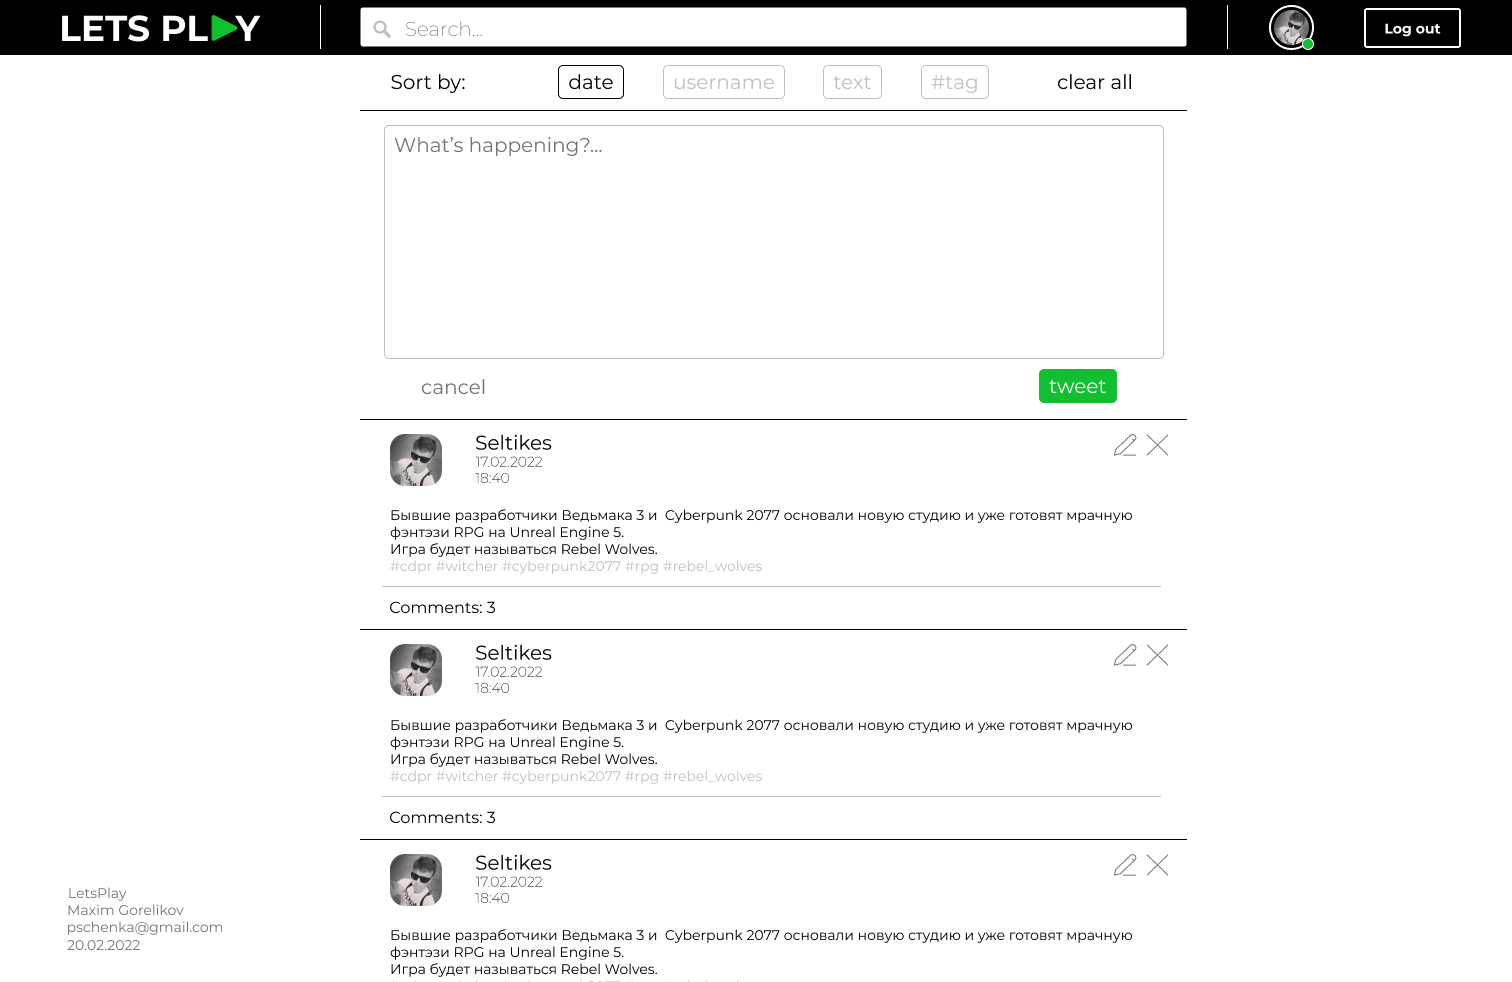 LETS PLAY
Search...
Log out
Sort by:
date
username
text
#tag
clear all
What's happening?...
cancel
tweet
Seltikes
17.02.2022
18:40
Бывшие разработчики Ведьмака 3 и  Cyberpunk 2077 основали новую студию и уже готовят мрачную
фэнтэзи RPG на Unreal Engine 5.
Игра будет называться Rebel Wolves.
#cdpr #witcher #cyberpunk2077 #rpg #rebel_wolves
Comments: 3
Seltikes
17.02.2022
18:40
Бывшие разработчики Ведьмака 3 и  Cyberpunk 2077 основали новую студию и уже готовят мрачную
фэнтэзи RPG на Unreal Engine 5.
Игра будет называться Rebel Wolves.
#cdpr #witcher #cyberpunk2077 #rpg #rebel_wolves
Comments: 3
Seltikes
17.02.2022
18:40
Бывшие разработчики Ведьмака 3 и  Cyberpunk 2077 основали новую студию и уже готовят мрачную
фэнтэзи RPG на Unreal Engine 5.
Игра будет называться Rebel Wolves.
LetsPlay
Maxim Gorelikov
pschenka@gmail.com
20.02.2022